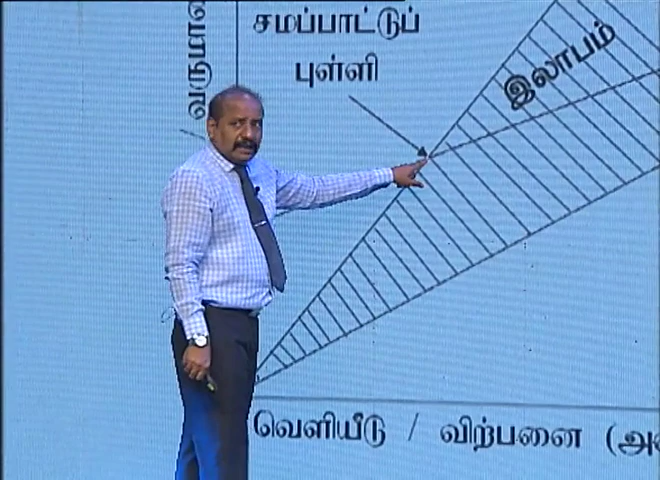 சமப்பாட்டுப்
புள்ளி
இலாபம்
வெளியீடு / விற்பனை